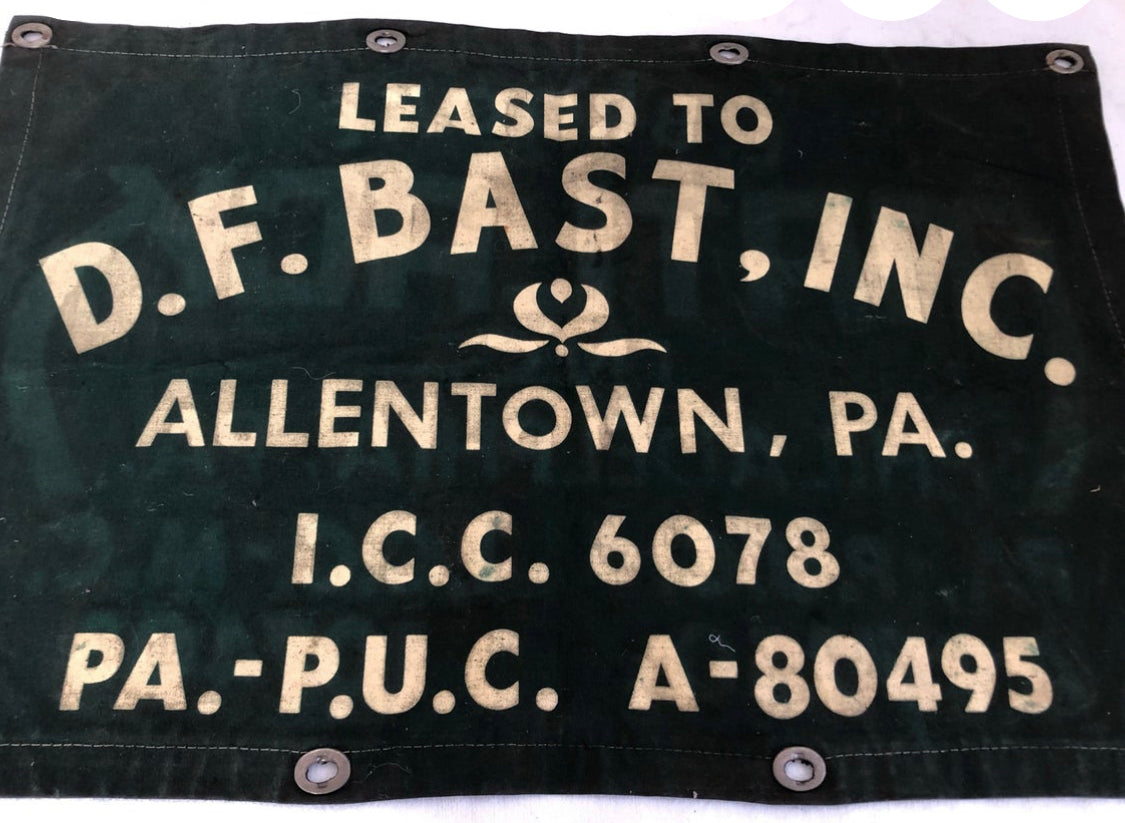 LEASED TO
D.F. BAST, INC.
ALLENTOWN, PA.
I.C.C. 6078
PA.-P.U.C. A-80495